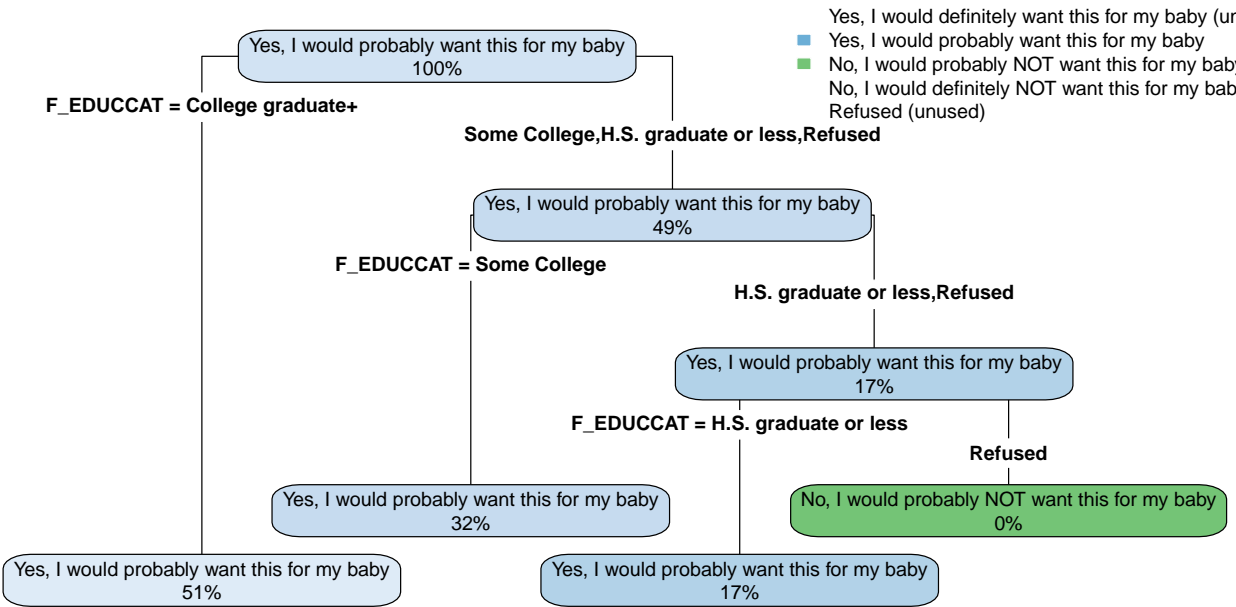 Yes, I would definitely want this for my baby
Yes, I would probably want this for my baby
No, I would probably NOT want this for my baby
No, I would definitely NOT want this for my
Refused (unused)
Yes, I would probably want this for my baby
100%
F_EDUCCAT = College graduate+
Some College,H.S. graduate or less,Refused
Yes, I would probably want this for my baby
49%
F_EDUCCAT = Some College
H.S. graduate or less,Refused
Yes, I would probably want this for my baby
17%
F_EDUCCAT = H.S. graduate or less
Refused
Yes, I would probably want this for my baby
32%
No, I would probably NOT want this for my baby
0%
Yes, I would probably want this for my baby
51%
Yes, I would probably want this for my baby
17%